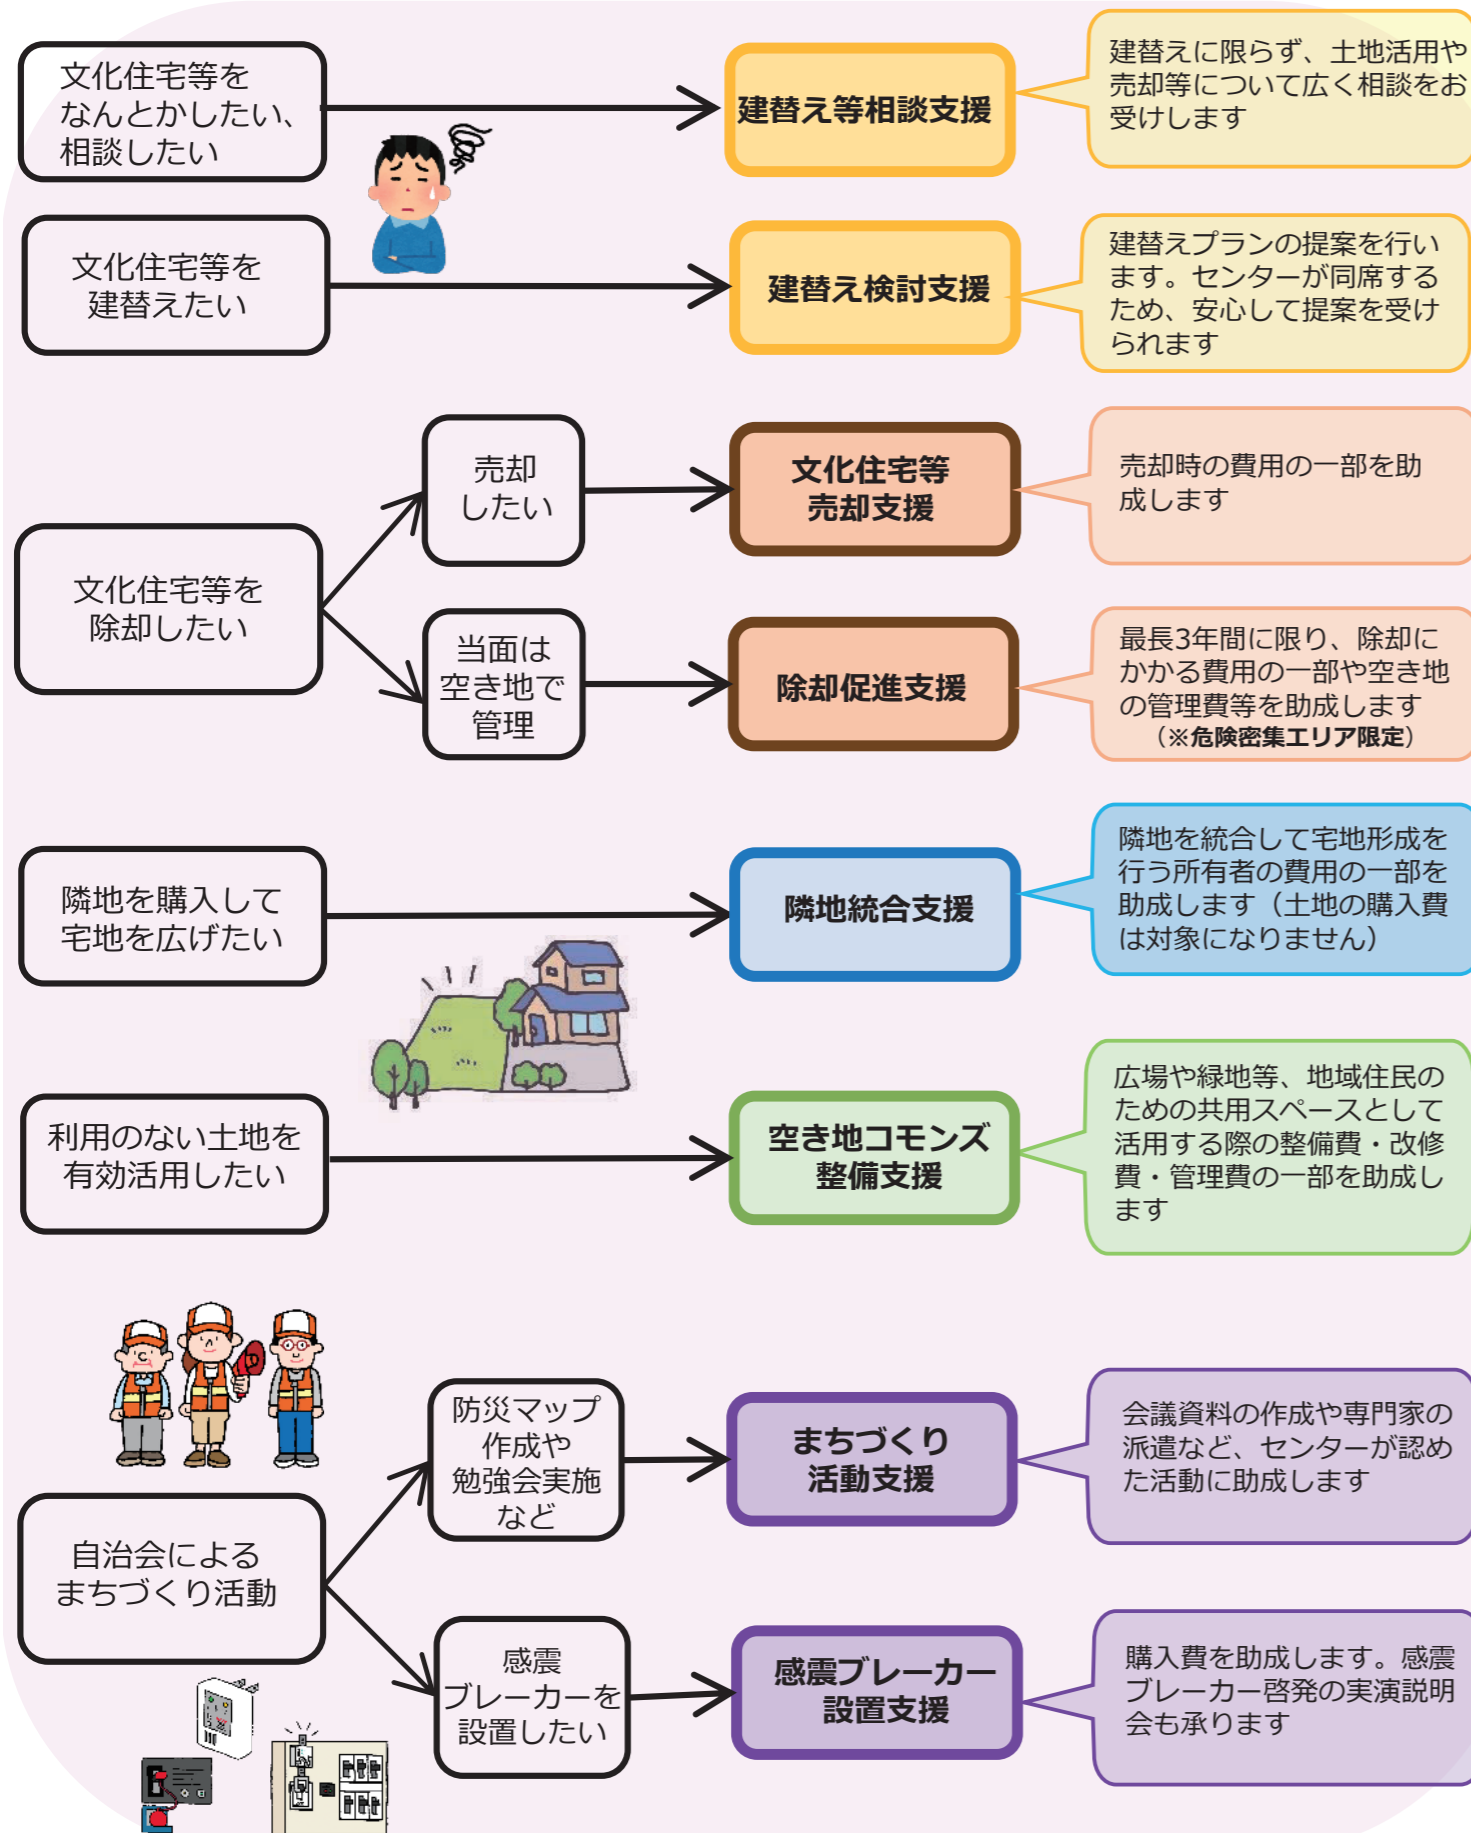 文化住宅等を
なんとかしたい、
相談したい
建替え等相談支援
建替えに限らず、土地活用や
売却等について広く相談をお
受けします
文化住宅等を
建替えたい
建替え検討支援
建替えプランの提案を行い
ます。センターが同席する
ため、安心して提案を受け
られます
文化住宅等を
除却したい
売却
したい
文化住宅等
売却支援
売却時の費用の一部を助
成します
当面は
空き地で
管理
除却促進支援
最長3年間に限り、除却に
かかる費用の一部や空き地
の管理費等を助成します
（※危険密集エリア限定）
隣地を購入して
宅地を広げたい
隣地統合支援
隣地を統合して宅地形成を
行う所有者の費用の一部を
助成します（土地の購入費
は対象になりません）
利用のない土地を
有効活用したい
空き地コモンズ
整備支援
広場や緑地等、地域住民の
ための共用スペースとして
活用する際の整備費・改修
費・管理費の一部を助成し
ます
自治会による
まちづくり活動
防災マップ
作成や
勉強会実施
など
まちづくり
活動支援
会議資料の作成や専門家の
派遣など、センターが認め
た活動に助成します
感震
ブレーカーを
設置したい
感震ブレーカー
設置支援
購入費を助成します。感震
ブレーカー啓発の実演説明
会も承ります